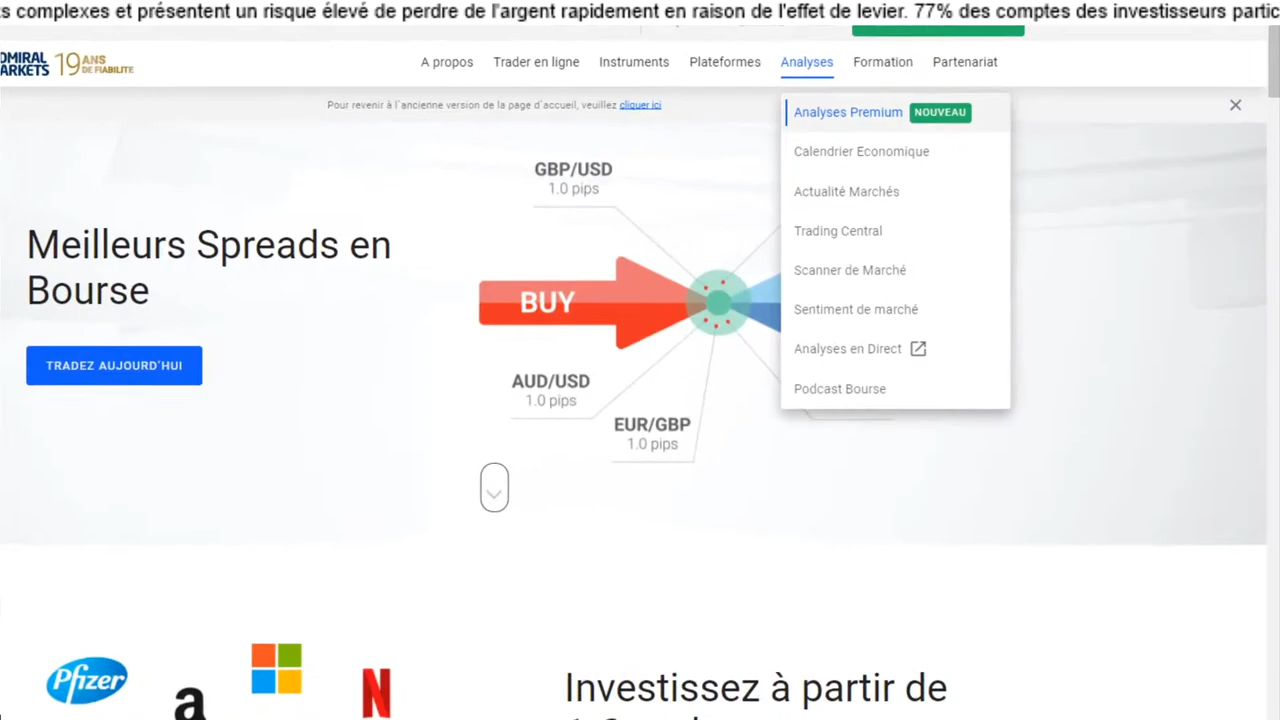 complexes et présentent un risque élevé de perdre de l'argent rapidement en raison de l'effet de levier. 77% des comptes des investisseurs
19 ANS
DE FIABILITE
A propos
Trader en ligne
Instruments
Plateformes
Analyses
Formation
Partenariat
Pour revenir à l'ancienne version de la page d'accueil, veuillez cliquer ici
Analyses Premium NOUVEAU
Calendrier Economique
Actualité Marchés
Trading Central
Scanner de Marché
Sentiment de marché
Analyses en Direct
Podcast Bourse
GBP/USD
1.0 pips
Meilleurs Spreads en
Bourse
TRADEZ AUJOURD'HUI
BUY
AUD/USD
1.0 pips
EUR/GBP
1.0 pips
Pfizer
a
N
Investissez à partir de